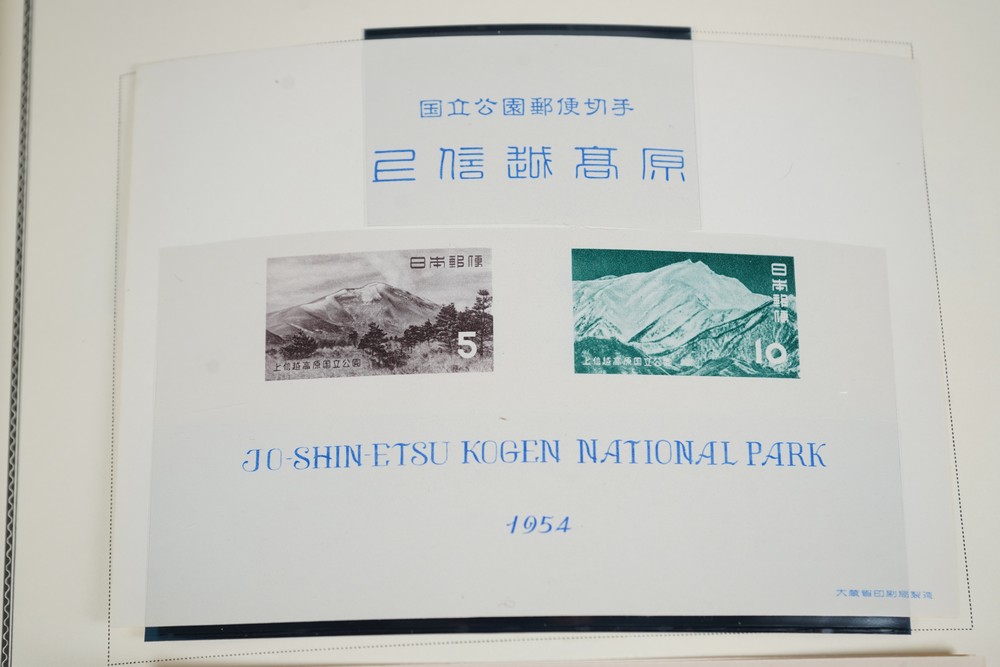 国立公園郵便切手
上信越髙原
日本郵便
5
上信越高原国立公園
日本郵便
10
上信越高原国立公園
JO-SHIN-ETSU KOGEN NATIONAL PARK
1954
大蔵省印刷局製造